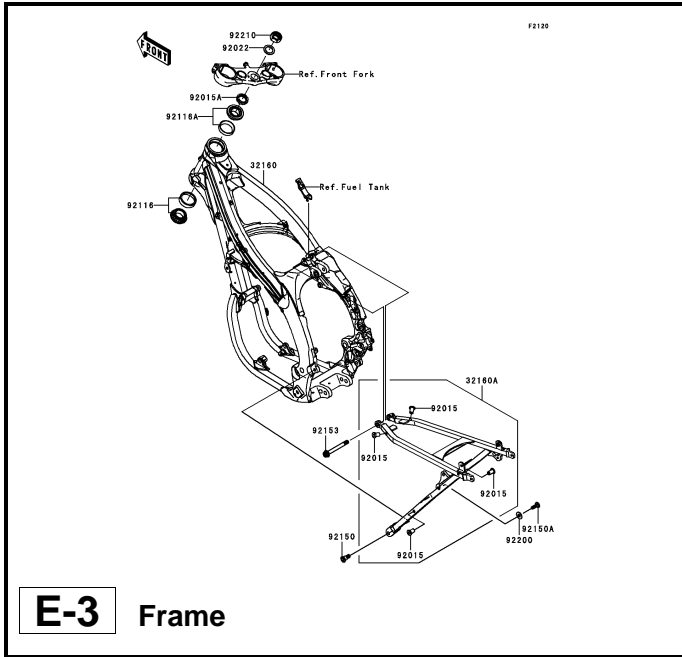 F2120
FRONT
92210
92022
Ref.Front Fork
92015A
92116A
32160
Ref.Fuel Tank
92116
32160A
92015
92153
92015
92015
92150
92015
92150A
92200
E-3 Frame